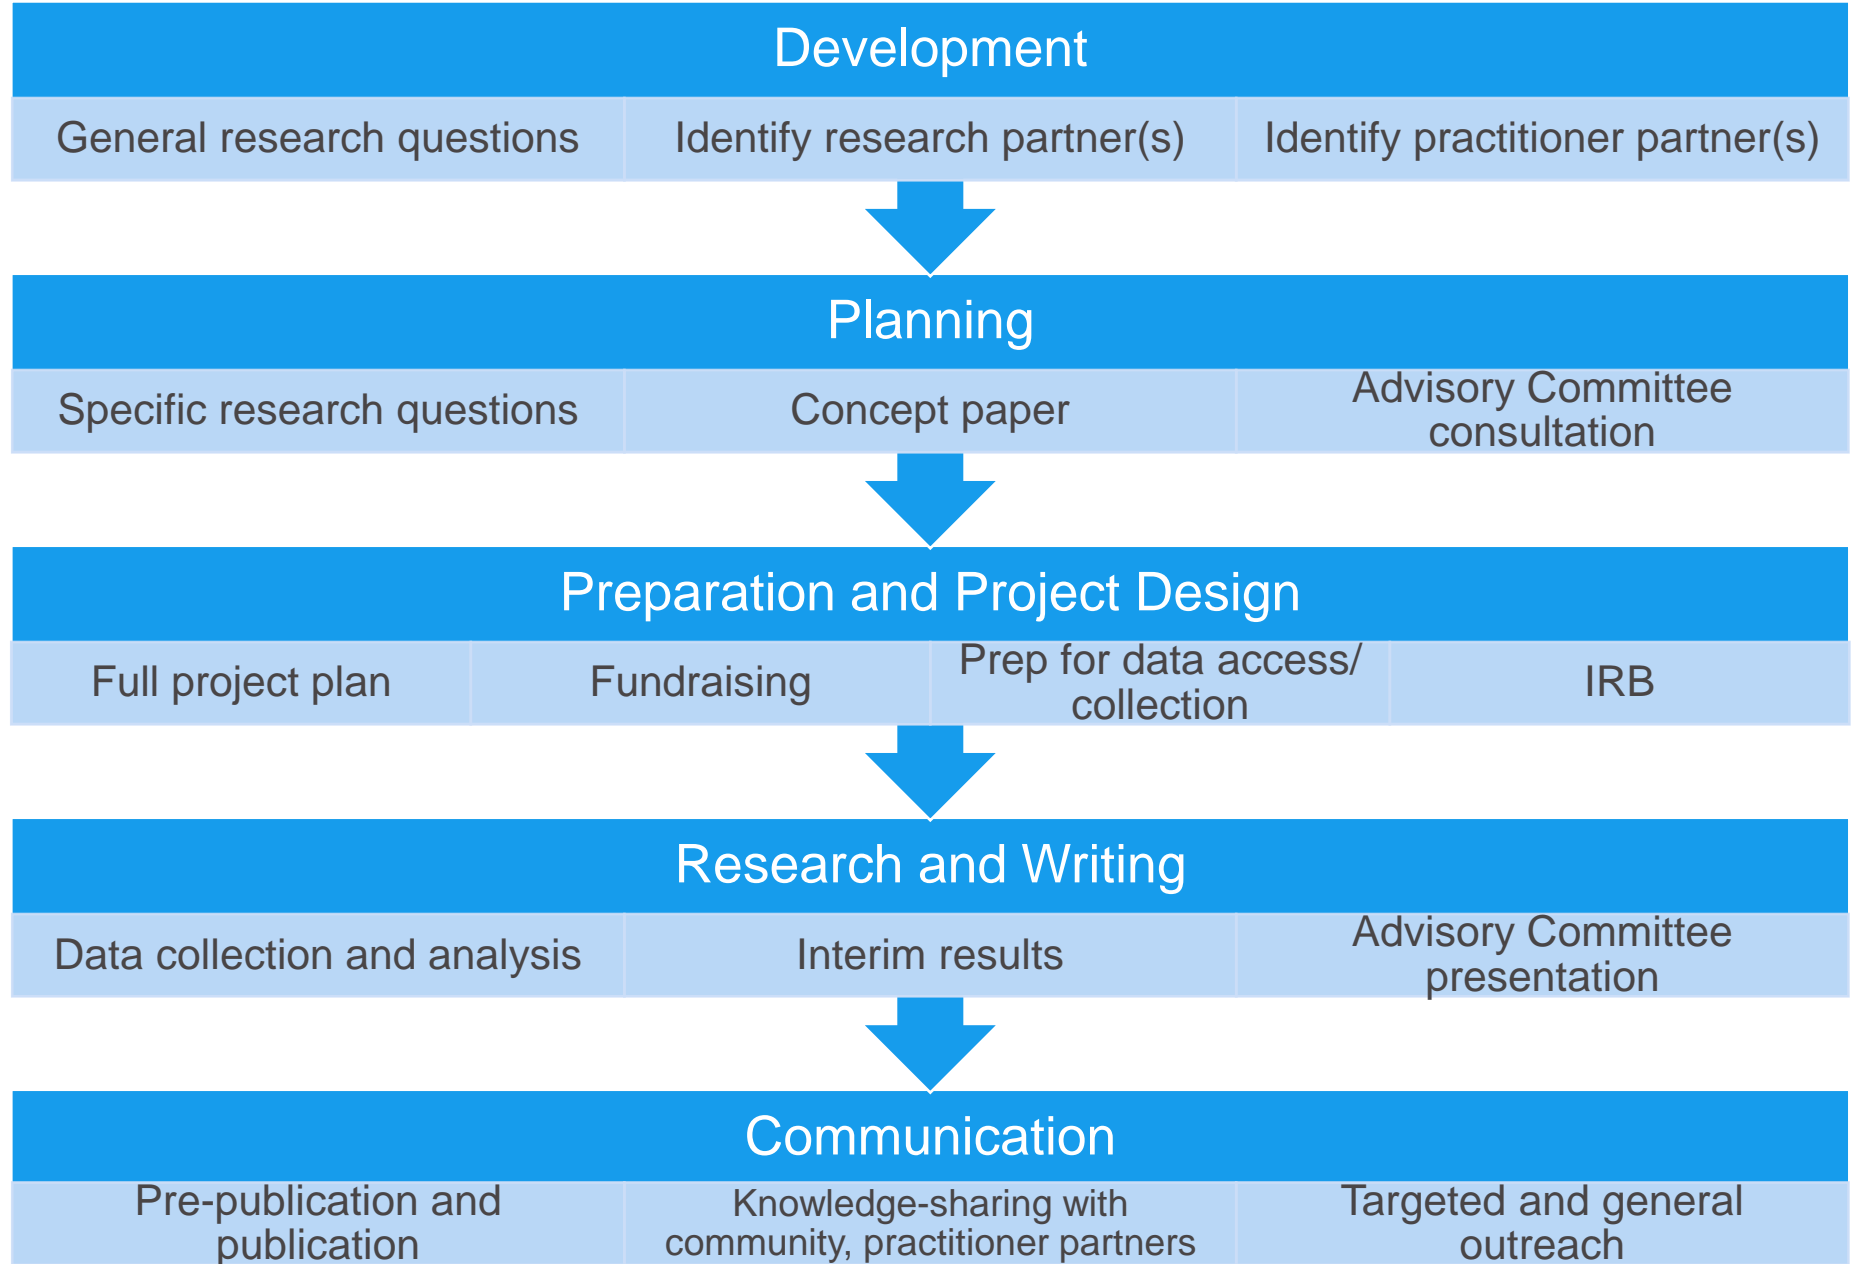 Development
General research questions
Identify research partner(s)
Identify practitioner partner(s)
Planning
Specific research questions
Concept paper
Advisory Committee
consultation
Preparation and Project Design
Full project plan
Fundraising
Prep for data access/
collection
IRB
Research and Writing
Data collection and analysis
Interim results
Advisory Committee
presentation
Communication
Pre-publication and
publication
Knowledge-sharing with
community, practitioner partners
Targeted and general
outreach